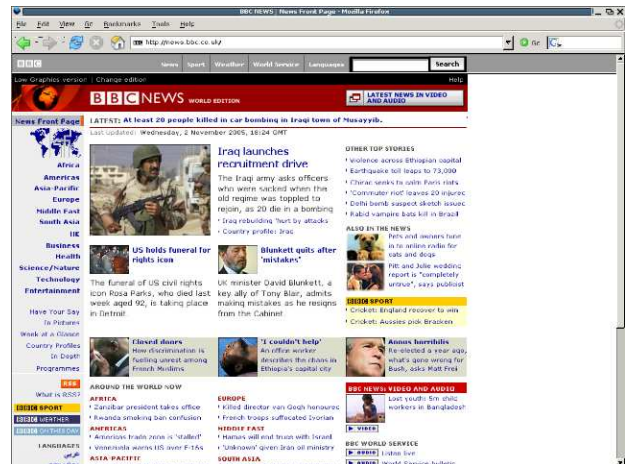 BBC NEWS | News Front Page - Mozilla Firefox
File Edit View Go Bookmarks Tools Help
http://news.bbc.co.uk/
Go
BBC
News Sport Weather World Service Languages
Search
Low Graphics version | Change edition
Help
BBC NEWS WORLD EDITION
LATEST NEWS IN VIDEO AND AUDIO
News Front Page
Africa
Americas
Asia-Pacific
Europe
Middle East
South Asia
UK
Business
Health
Science/Nature
Technology
Entertainment
Have Your Say
In Pictures
Week at a Glance
Country Profiles
In Depth
Programmes
RSS
What is RSS?
BBC SPORT
BBC WEATHER
BBC ON THIS DAY
LANGUAGES
عربي
LATEST: At least 20 people killed in car bombing in Iraqi town of Musayyib.
Last Updated: Wednesday, 2 November 2005, 18:24 GMT
Iraq launches
recruitment drive
The Iraqi army asks officers
who were sacked when the
old regime was toppled to
rejoin, as 20 die in a bombing
Iraq rebuilding 'hurt by attacks
Country profile: Iraq
US holds funeral for
rights icon
The funeral of US civil rights
icon Rosa Parks, who died last
week aged 92, is taking place
in Detroit
Blunkett quits after
'mistakes'
UK minister David Blunkett, a
key ally of Tony Blair, admits
making mistakes as he resigns
from the Cabinet
Closed doors
How discrimination is
fuelling unrest among
French Muslims
'I couldn't help'
An office worker
describes the chaos in
Ethiopia's capital city
Annus horribilis
Re-elected a year ago,
what's gone wrong for
Bush, asks Matt Frei
AROUND THE WORLD NOW
AFRICA
Zanzibar president takes office
Rwanda smoking ban confusion
AMERICAS
Americas trade zone is 'stalled'
Venezuela warns US over F-16s
ASIA-PACIFIC
EUROPE
Killed director van Gogh honoured
French troops suffocated Ivorian
MIDDLE EAST
Hamas will end truce with Israel
'Unknown' given Iran oil ministry
SOUTH ASIA
OTHER TOP STORIES
Violence across Ethiopian capital
Earthquake toll leaps to 73,000
Chirac seeks to calm Paris riots
'Commuter riot' leaves 20 injured
Delhi bomb suspect sketch issued
Rabid vampire bats kill in Brazil
ALSO IN THE NEWS
Pets and owners tune
in to online radio for
cats and dogs
Pitt and Jolie wedding
report is "completely
untrue", says publicist
BBC SPORT
Cricket: England recover to win
Cricket: Aussies pick Bracken
BBC NEWS: VIDEO AND AUDIO
Lost youth: 5m child
workers in Bangladesh
VIDEO
BBC WORLD SERVICE
AUDIO Listen live
AUDIO World Service bulletin